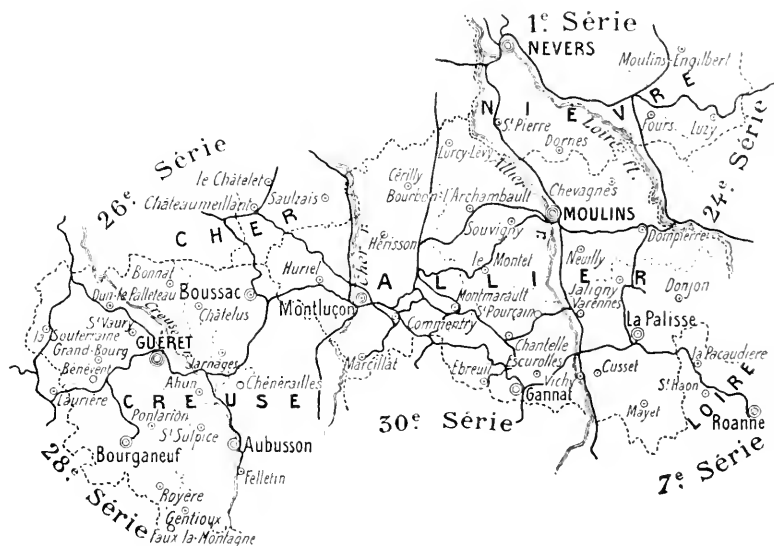 1e Série
NEVERS
Moulins-Engilbert
NIÈVRE
St Pierre
Loire fl.
Fours
Luzy
Dornes
24e Série
26e Série
Lurcy-Lévy
Allier
le Châtelet
Cérilly
Chevagnes
Châteaumeillant
Saulzais
Bourbon-l'Archambault
MOULINS
CHER
Cher r.
Souvigny
Dompierre
Hérisson
Bonnat
Huriel
le Montet
Neuilly
ALLIER
Dun-le-Palleteau
Boussac
Jaligny
Donjon
Châtelus
Montluçon
Montmarault
Varennes
St Vaury
Creuse
St Pourçain
la Souterraine
Commentry
La Palisse
Grand-Bourg
GUÉRET
Chantelle
Jarnages
Marcillat
la Pacaudière
Bénévent
Escurolles
Ahun
Chénérailles
Ebreuil
Vichy
Cusset
St Haon
Laurière
CREUSE
Gannat
LOIRE
Pontarion
30e Série
Mayet
Roanne
St Sulpice
Bourganeuf
Aubusson
7e Série
28e Série
Felletin
Royère
Gentioux
Faux la-Montagne